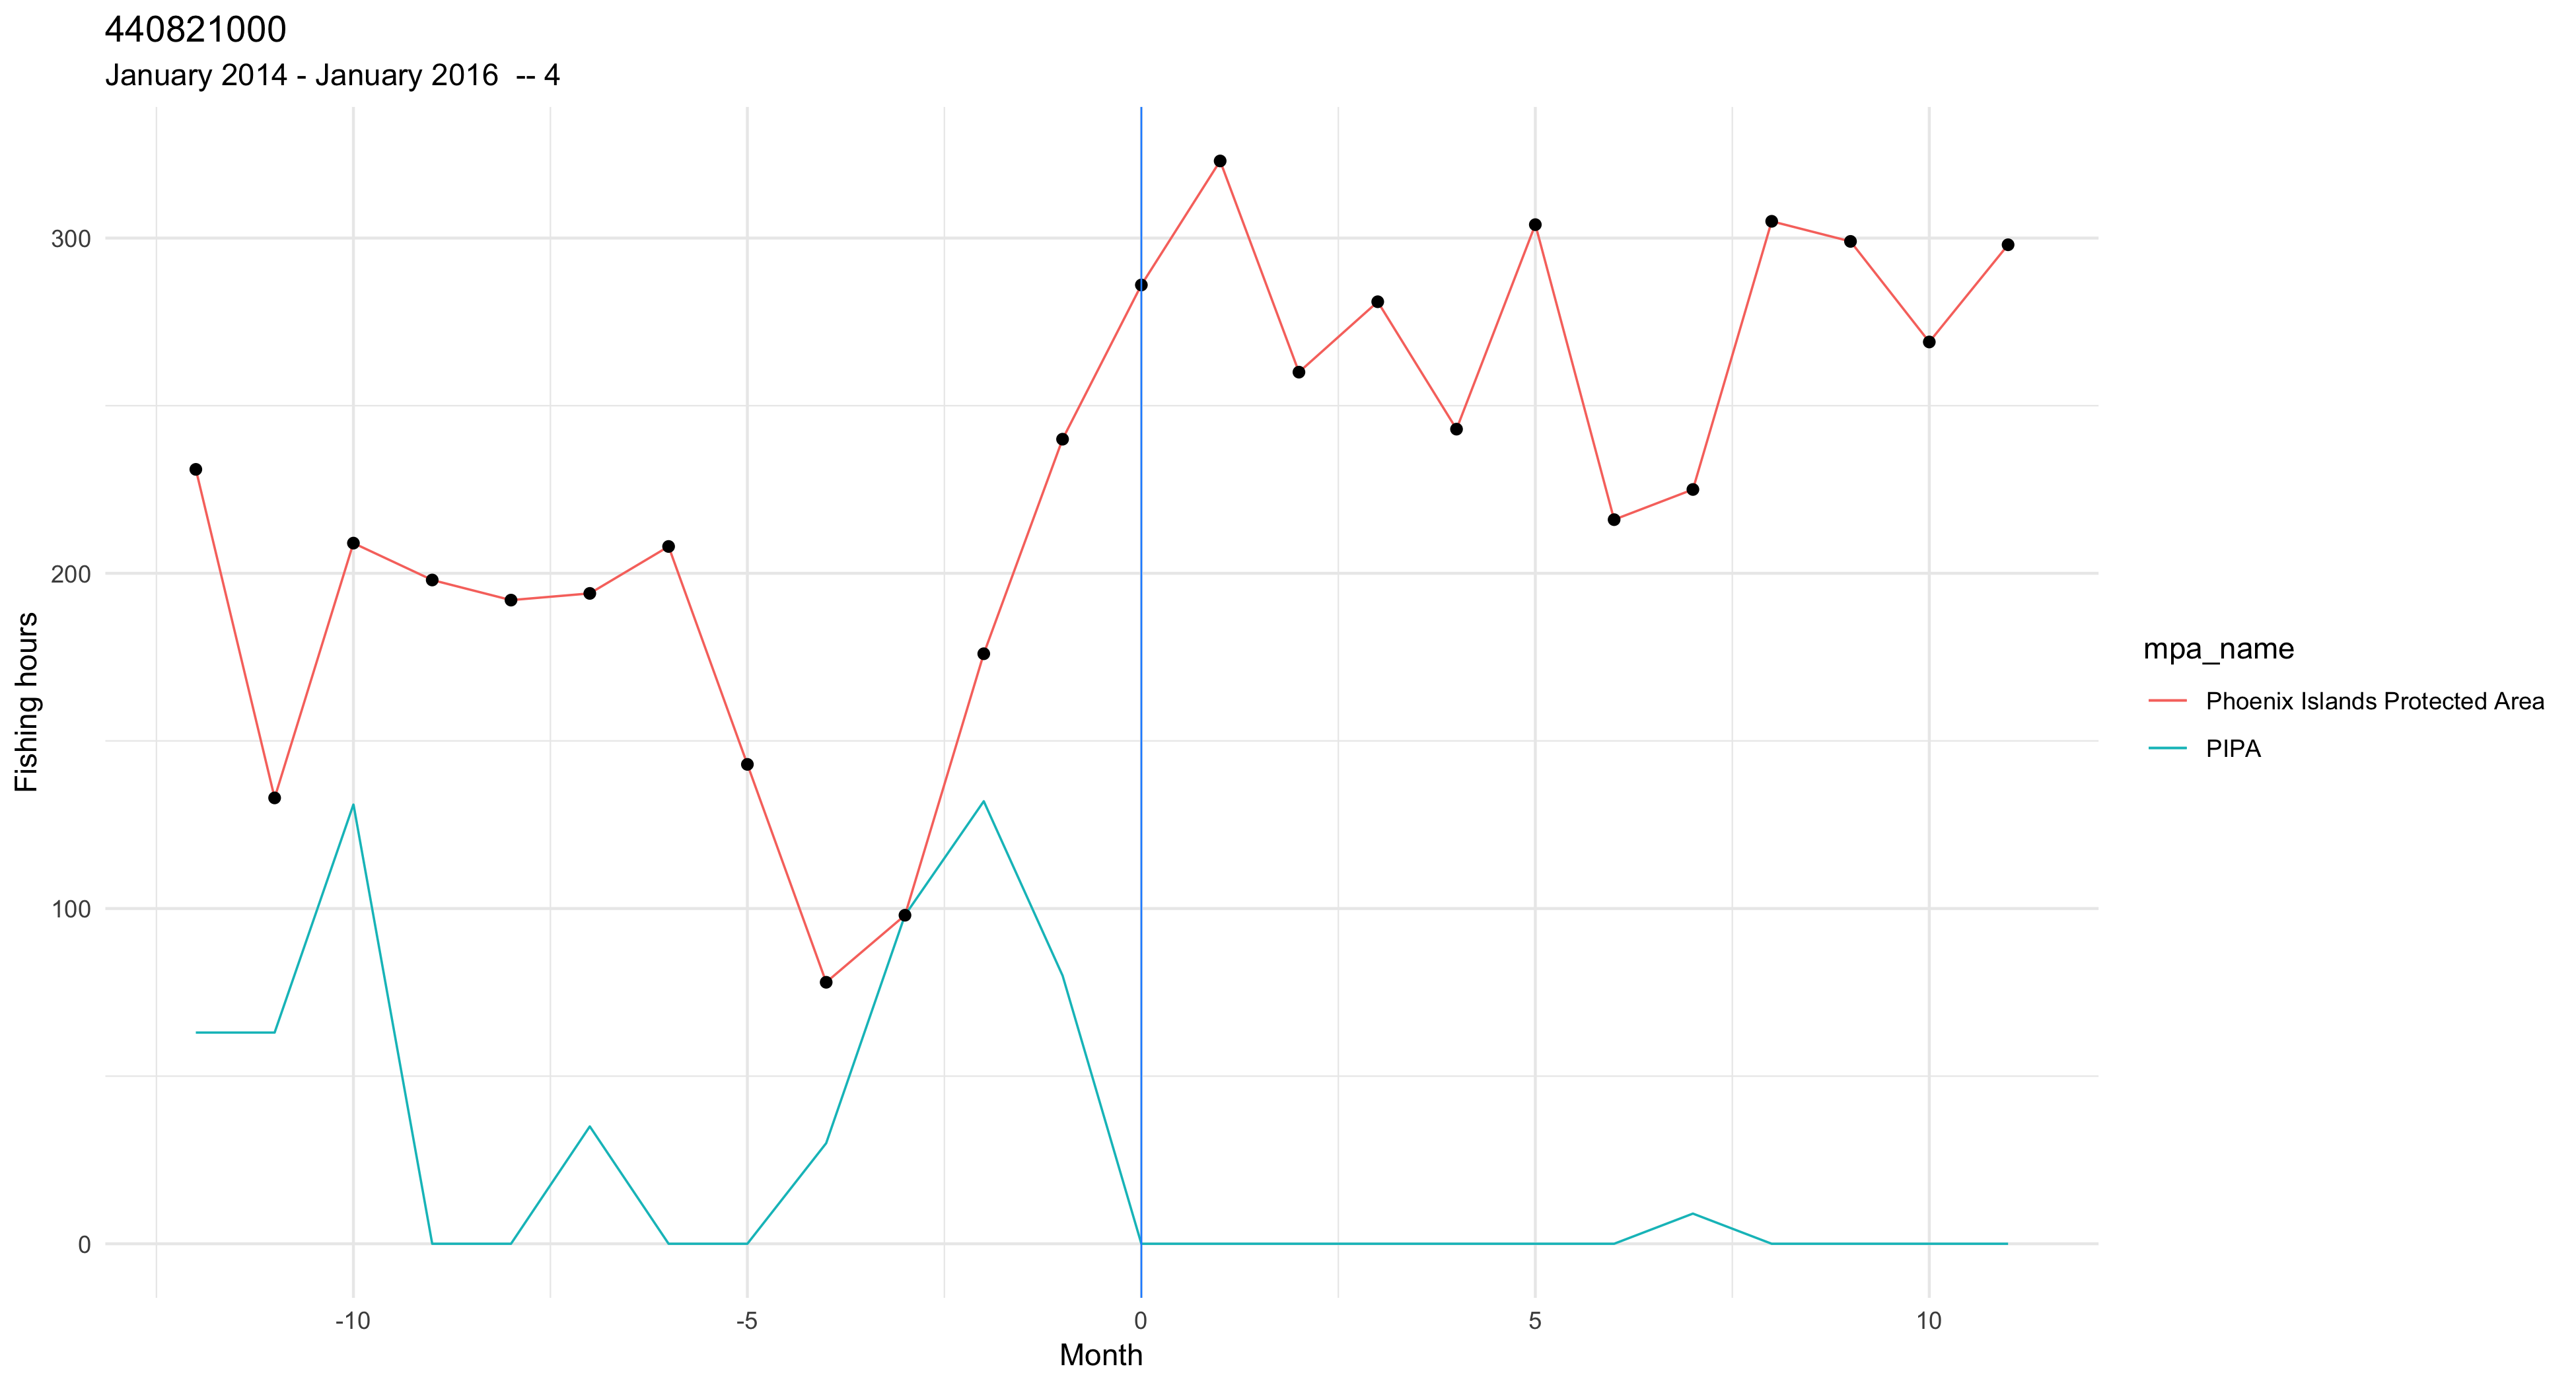 440821000
January 2014 - January 2016  -- 4
Fishing hours
300
200
100
0
-10
-5
0
5
10
Month
mpa_name
Phoenix Islands Protected Area
PIPA